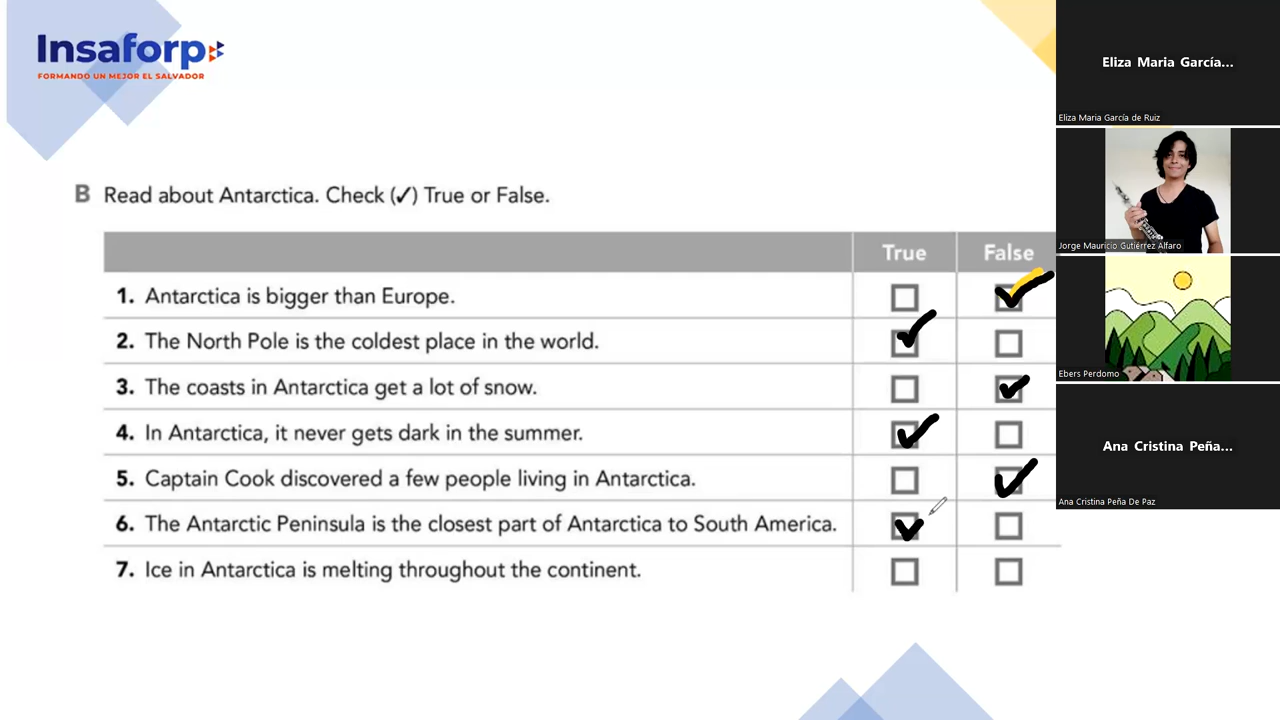 Insaforp
FORMANDO UN MEJOR EL SALVADOR
B Read about Antarctica. Check (✓) True or False.
True False
1. Antarctica is bigger than Europe.
2. The North Pole is the coldest place in the world.
3. The coasts in Antarctica get a lot of snow.
4. In Antarctica, it never gets dark in the summer.
5. Captain Cook discovered a few people living in Antarctica.
6. The Antarctic Peninsula is the closest part of Antarctica to South America.
7. Ice in Antarctica is melting throughout the continent.
Eliza Maria García...
Eliza Maria García de Ruiz
Jorge Mauricio Gutiérrez Alfaro
Ebers Perdomo
Ana Cristina Peña...
Ana Cristina Peña De Paz